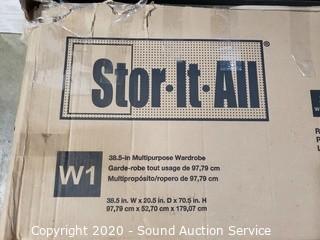 Stor·It·All®
W1
38.5-in Multipurpose Wardrobe
Garde-robe tout usage de 97,79 cm
Multipropósito/ropero de 97,79 cm
38.5 in. W x 20.5 in. D x 70.5 in. H
97,79 cm x 52,70 cm x 179,07 cm
Copyright 2020 - Sound Auction Service